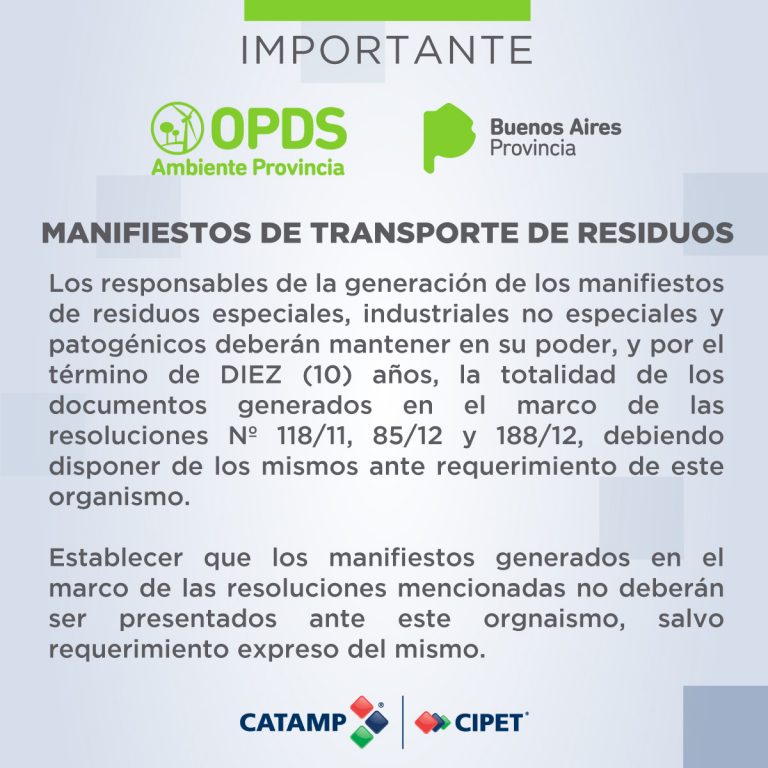 IMPORTANTE
OPDS
Ambiente Provincia
Buenos Aires
Provincia
MANIFIESTOS DE TRANSPORTE DE RESIDUOS
Los responsables de la generación de los manifiestos
de residuos especiales, industriales no especiales y
patogénicos deberán mantener en su poder, y por el
término de DIEZ (10) años, la totalidad de los
documentos generados en el marco de las
resoluciones Nº 118/11, 85/12 y 188/12, debiendo
disponer de los mismos ante requerimiento de este
organismo.
Establecer que los manifiestos generados en el
marco de las resoluciones mencionadas no deberán
ser presentados ante este orgnaismo, salvo
requerimiento expreso del mismo.
CATAMP®
CIPET®